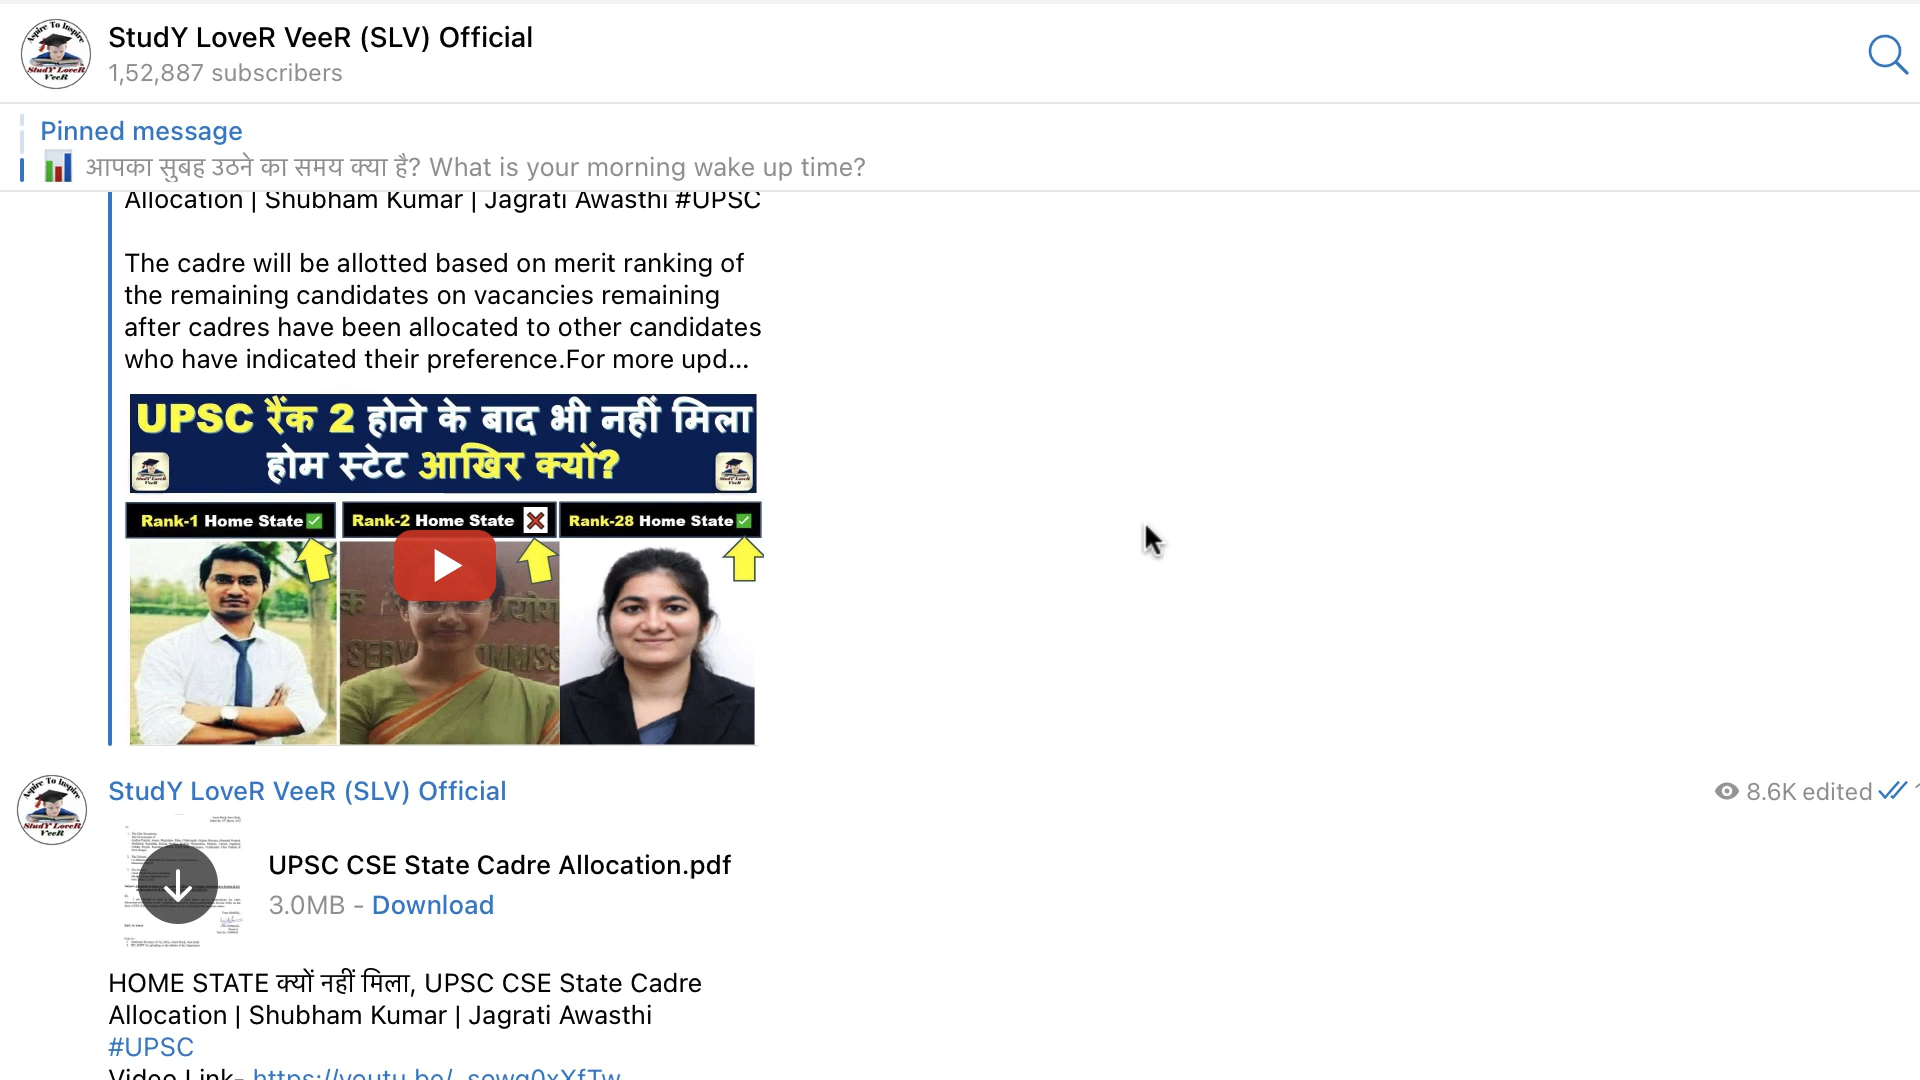 StudY LoveR VeeR (SLV) Official
1,52,887 subscribers
Pinned message
आपका सुबह उठने का समय क्या है? What is your morning wake up time?
Allocation | Shubham Kumar | Jagrati Awasthi #UPSC
The cadre will be allotted based on merit ranking of
the remaining candidates on vacancies remaining
after cadres have been allocated to other candidates
who have indicated their preference.For more upd...
UPSC रैंक 2 होने के बाद भी नहीं मिला
होम स्टेट आखिर क्यों?
Rank-1 Home State
Rank-2 Home State
Rank-28 Home State
StudY LoveR VeeR (SLV) Official
8.6K edited
UPSC CSE State Cadre Allocation.pdf
3.0MB - Download
HOME STATE क्यों नहीं मिला, UPSC CSE State Cadre
Allocation | Shubham Kumar | Jagrati Awasthi
#UPSC